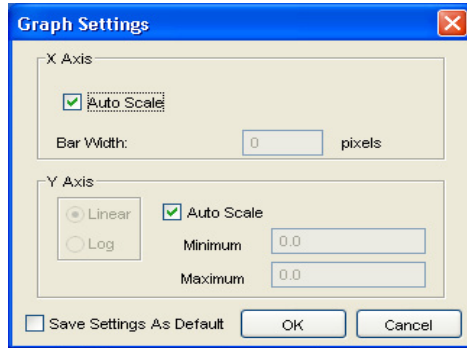 Graph Settings
X Axis
Auto Scale
Bar Width: 0 pixels
Y Axis
Linear
Auto Scale
Log
Minimum 0.0
Maximum 0.0
Save Settings As Default OK Cancel